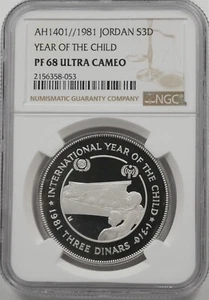 AH1401//1981 JORDAN S3D
YEAR OF THE CHILD
PF 68 ULTRA CAMEO
2156358-053
NUMISMATIC GUARANTY COMPANY
NGC
INTERNATIONAL YEAR OF THE CHILD
1981 THREE DINARS